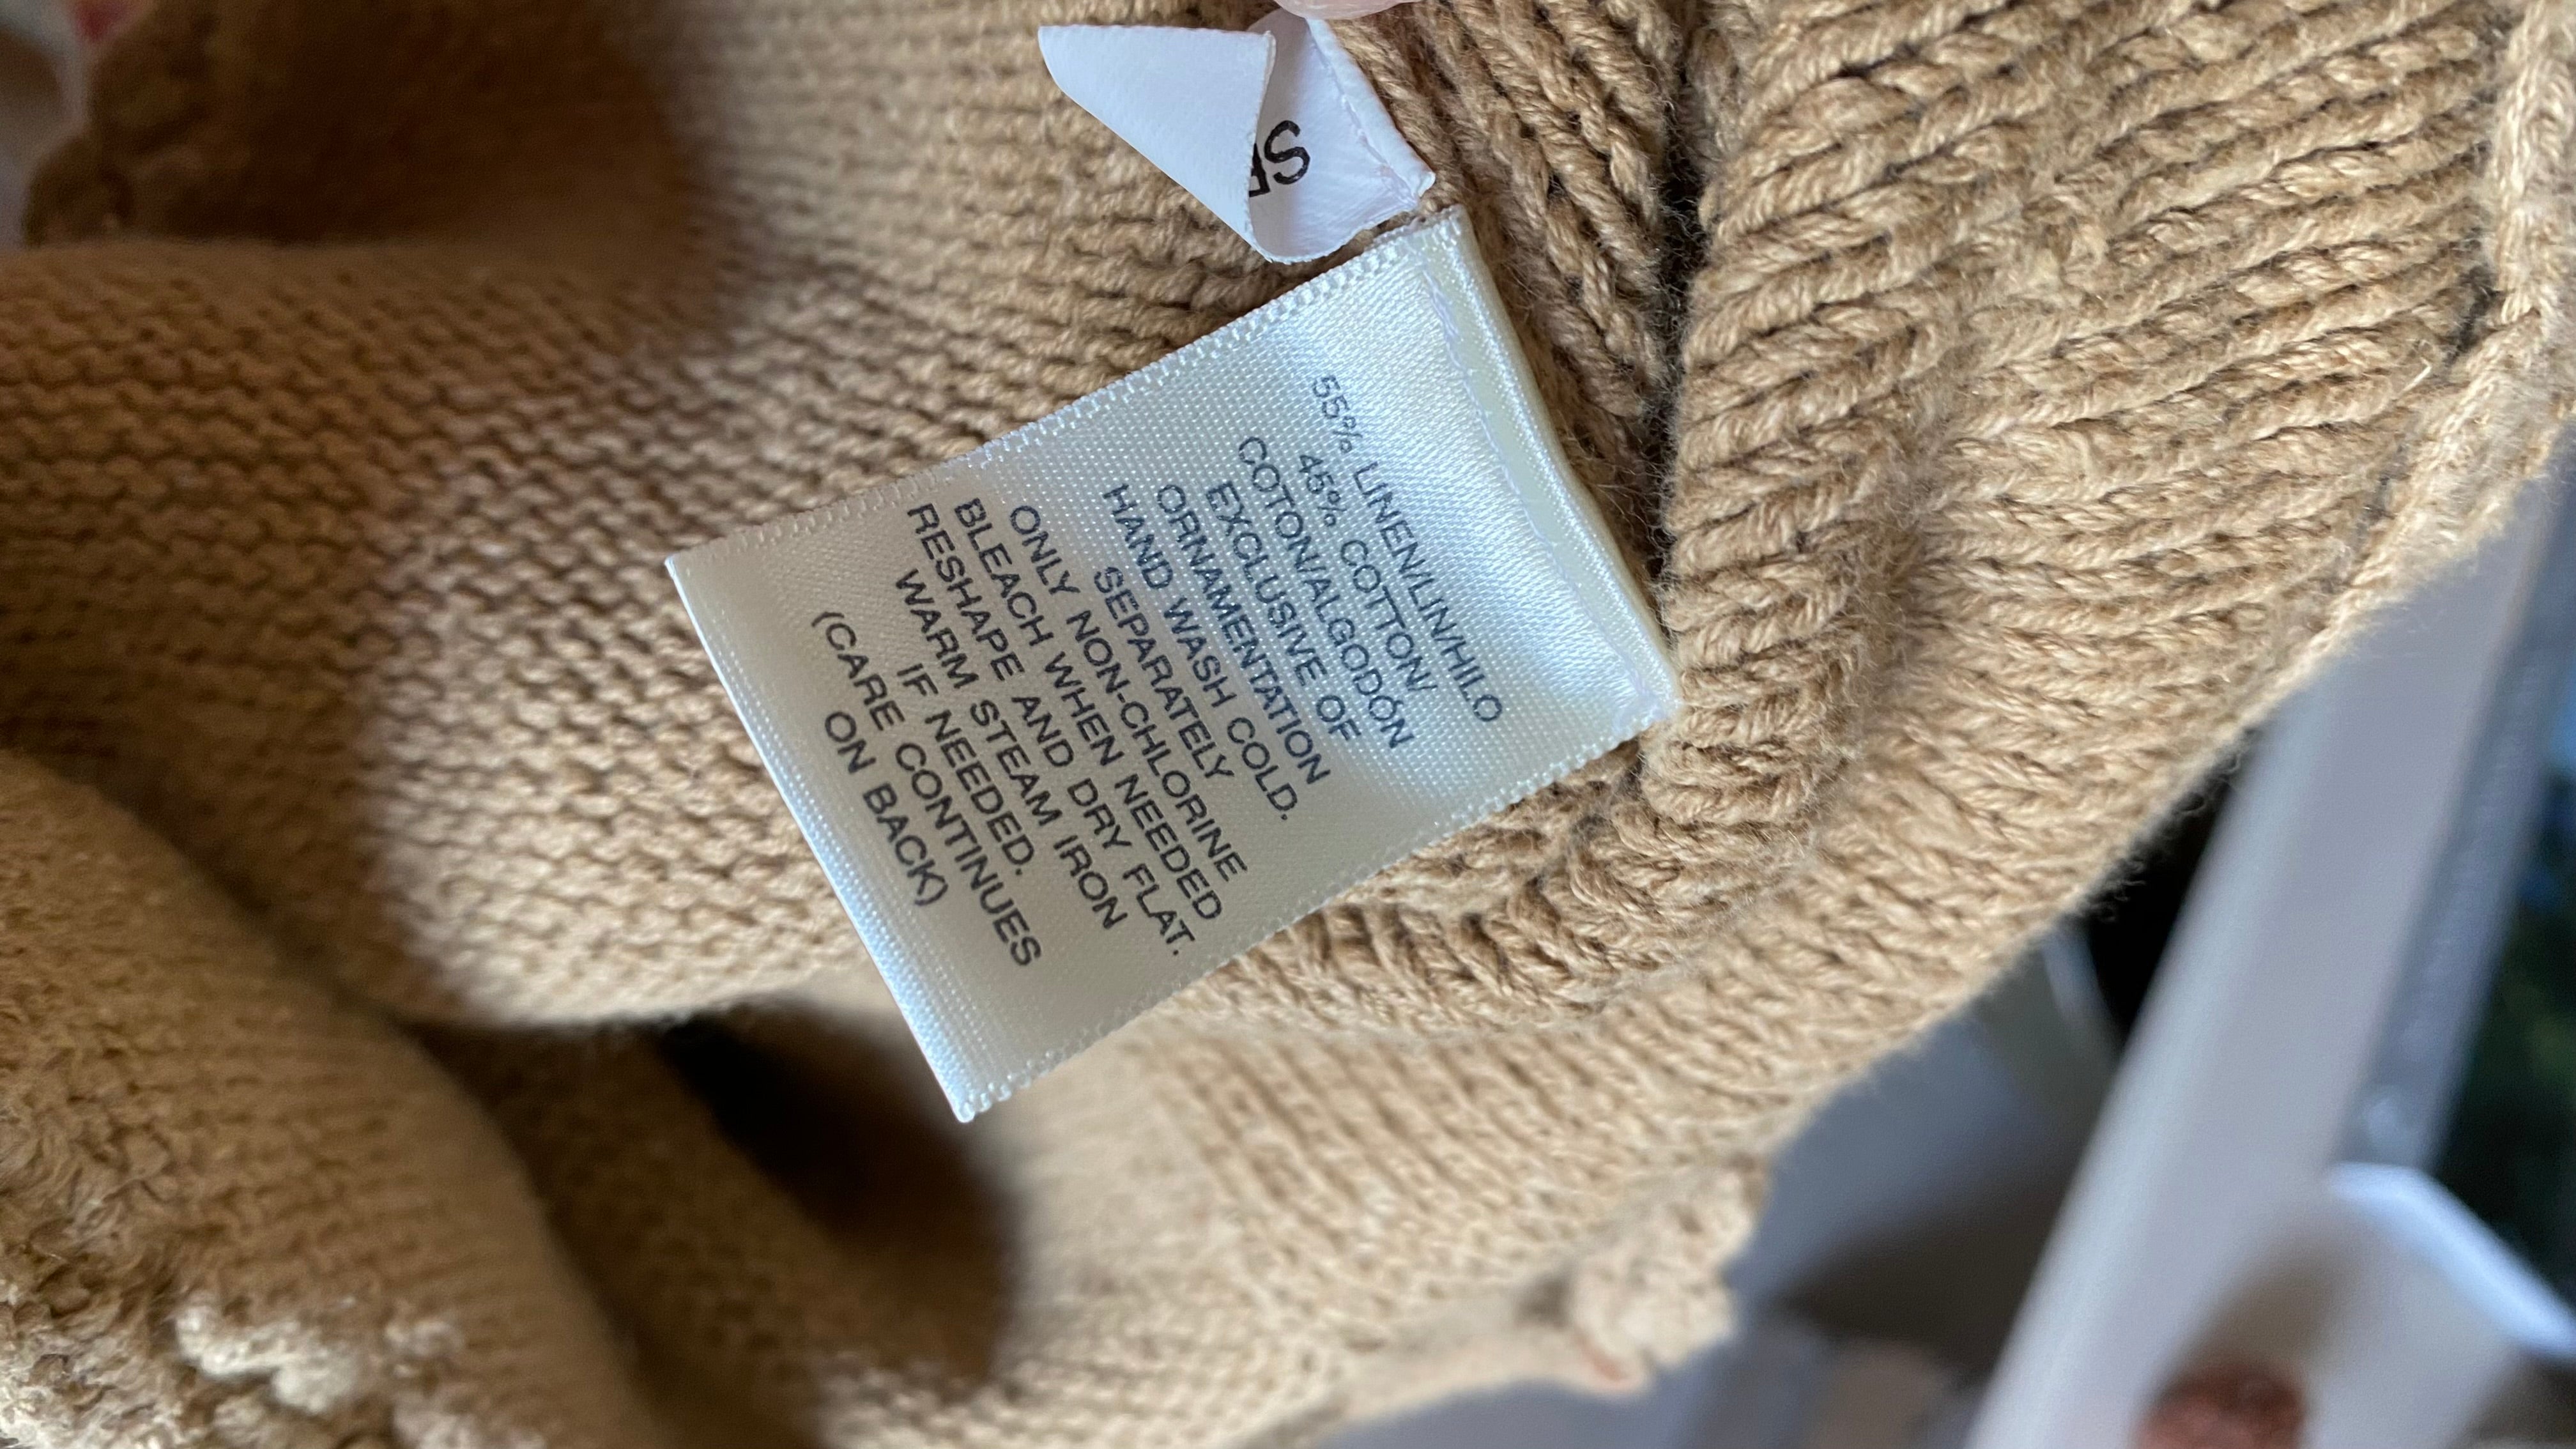 55% LINEN/LIN/HILO
45% COTTON/
COTON/ALGODÓN
EXCLUSIVE OF
ORNAMENTATION
HAND WASH COLD.
SEPARATELY
ONLY NON-CHLORINE
BLEACH WHEN NEEDED
RESHAPE AND DRY FLAT.
WARM STEAM IRON
IF NEEDED.
(CARE CONTINUES
ON BACK)